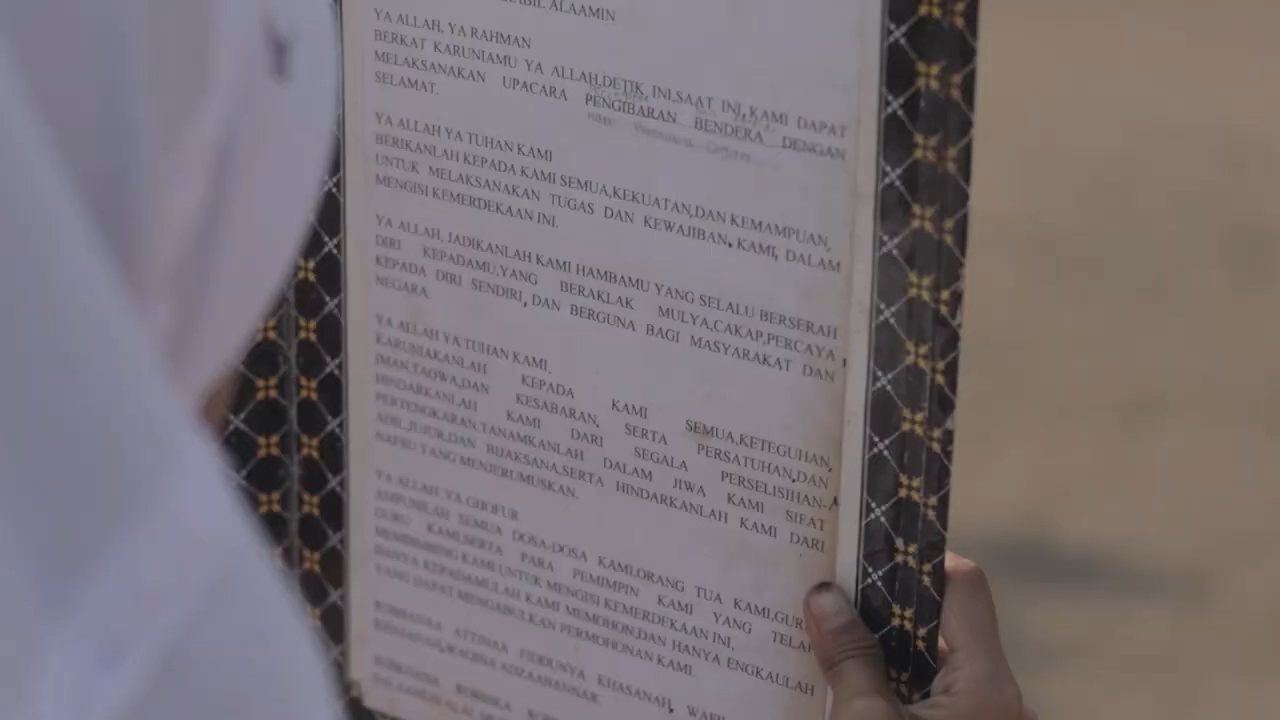 ALAAMIN
YA ALLAH, YA RAHMAN
BERKAT KARUNIAMU YA ALLAH,DETIK INI,SAAT INI, KAMI DAPAT
MELAKSANAKAN UPACARA PENGIBARAN BENDERA DENGAN
SELAMAT.
YA ALLAH YA TUHAN KAMI
BERIKANLAH KEPADA KAMI SEMUA,KEKUATAN,DAN KEMAMPUAN,
UNTUK MELAKSANAKAN TUGAS DAN KEWAJIBAN, KAMI, DALAM
MENGISI KEMERDEKAAN INI.
YA ALLAH, JADIKANLAH KAMI HAMBAMU YANG SELALU BERSERAH
DIRI KEPADAMU,YANG BERAKLAK MULYA,CAKAP,PERCAYA
KEPADA DIRI SENDIRI, DAN BERGUNA BAGI MASYARAKAT DAN
NEGARA.
YA ALLAH YA TUHAN KAMI.
KARUNIAKANLAH KEPADA KAMI SEMUA,KETEGUHAN,
IMAN,TAQWA,DAN KESABARAN, SERTA PERSATUHAN,DAN
HINDARKANLAH KAMI DARI SEGALA PERSELISIHAN-
PERTENGKARAN.TANAMKANLAH DALAM JIWA KAMI SIFAT
ADIL,JUJUR,DAN BIJAKSANA,SERTA HINDARKANLAH KAMI DARI
NAFSU YANG MENJERUMUSKAN.
YA ALLAH, YA GHOFUR
AMPUNILAH SEMUA DOSA-DOSA KAMI,ORANG TUA KAMI,GURU
GURU KAMI,SERTA PARA PEMIMPIN KAMI YANG TELAH
MEMBIMBING KAMI UNTUK MENGISI KEMERDEKAAN INI,
HANYA KEPADAMULAH KAMI MEMOHON,DAN HANYA ENGKAULAH
YANG DAPAT MENGABULKAN PERMOHONAN KAMI.
ROBBANAA ATTINAA FIDDUNYA KHASANAH, WAFIL
KHASANAH,WAQINA ADZAABANNAR